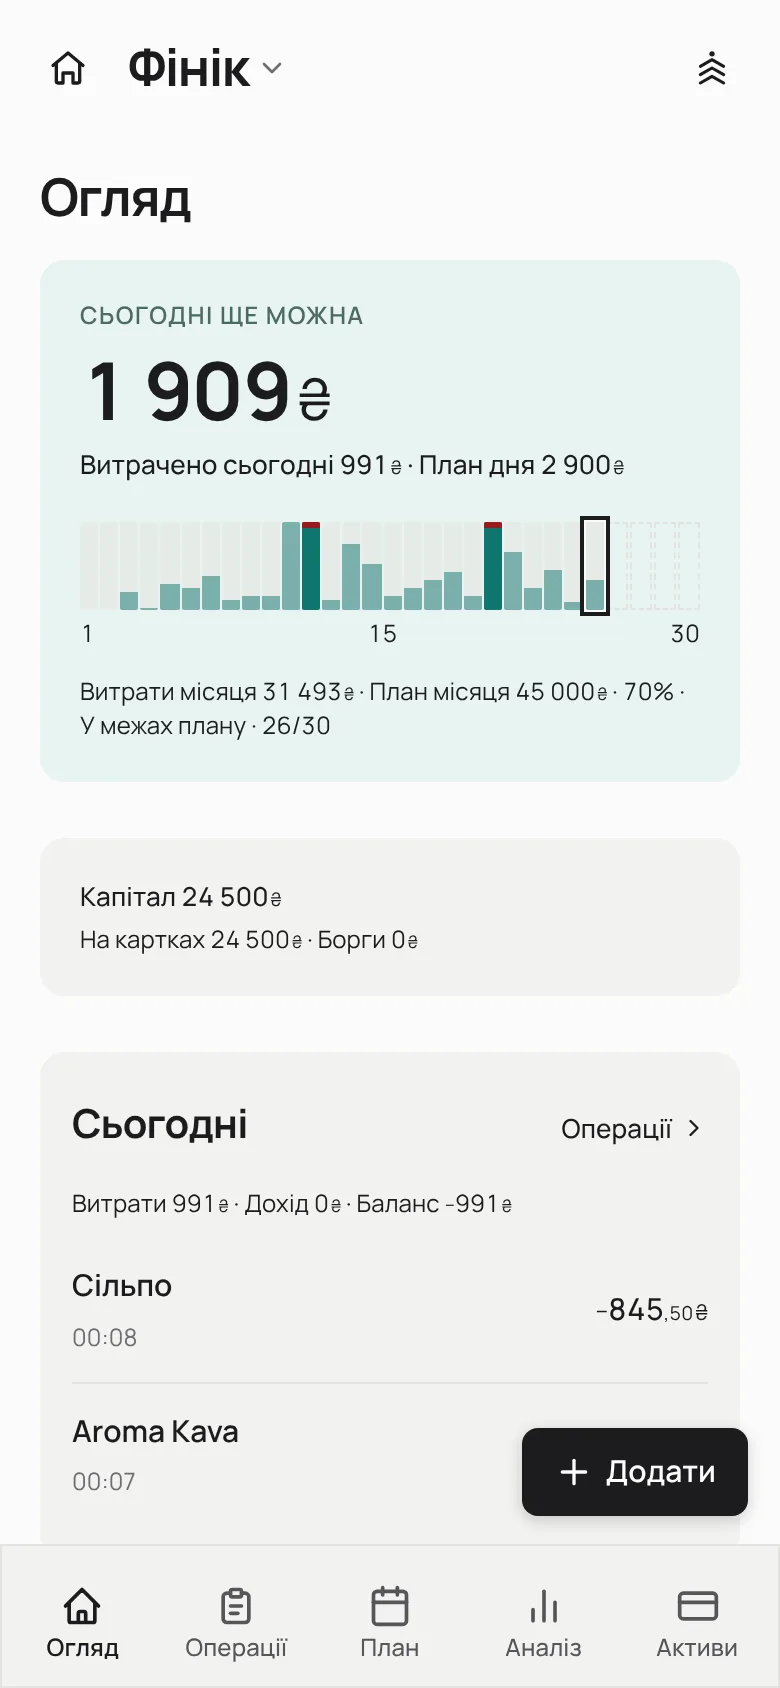 Фінік
Огляд
СЬОГОДНІ ЩЕ МОЖНА
1 909₴
Витрачено сьогодні 991₴ · План дня 2 900₴
1 15 30
Витрати місяця 31 493₴ · План місяця 45 000₴ · 70% ·
У межах плану · 26/30
Капітал 24 500₴
На картках 24 500₴ · Борги 0₴
Сьогодні
Операції
Витрати 991₴ · Дохід 0₴ · Баланс -991₴
Сільпо
−845,50₴
00:08
Aroma Kava
00:07
Додати
Огляд Операції План Аналіз Активи